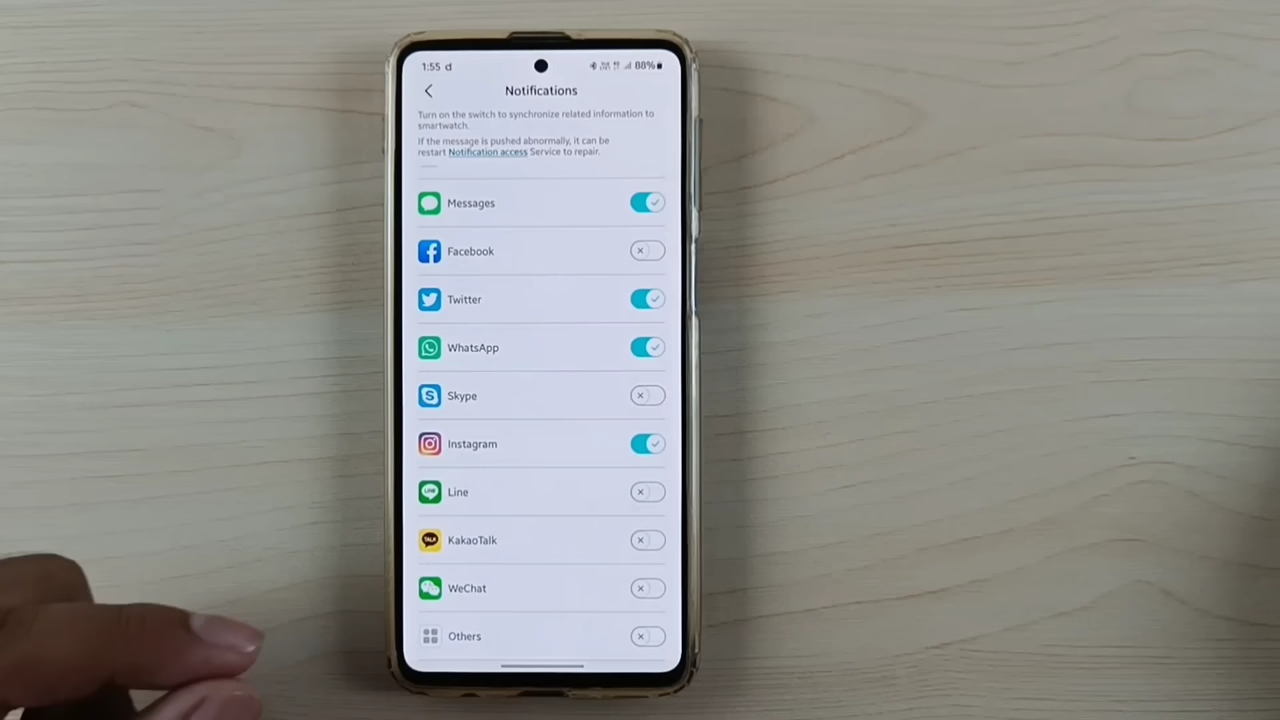 1:55 d 88%
Notifications
Turn on the switch to synchronize related information to
smartwatch.
If the message is pushed abnormally, it can be
restart Notification access Service to repair.
Messages
Facebook
Twitter
WhatsApp
Skype
Instagram
LINE Line
TALK KakaoTalk
WeChat
Others